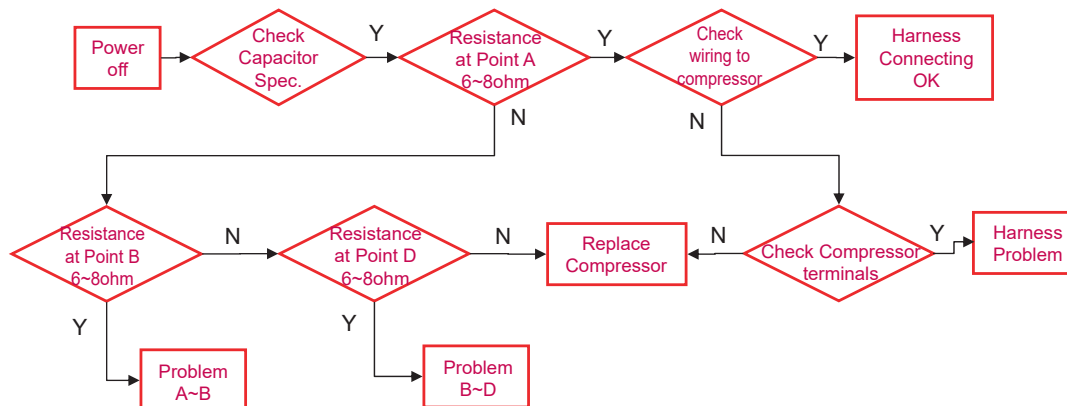 Power
off
Check
Capacitor
Spec.
Y
Resistance
at Point A
6~8ohm
Y
Check
wiring to
compressor
Y
Harness
Connecting
OK
N
N
Resistance
at Point B
6~8ohm
N
Resistance
at Point D
6~8ohm
N
Replace
Compressor
N
Check Compressor
terminals
Y
Harness
Problem
Y
Y
Problem
A~B
Problem
B~D